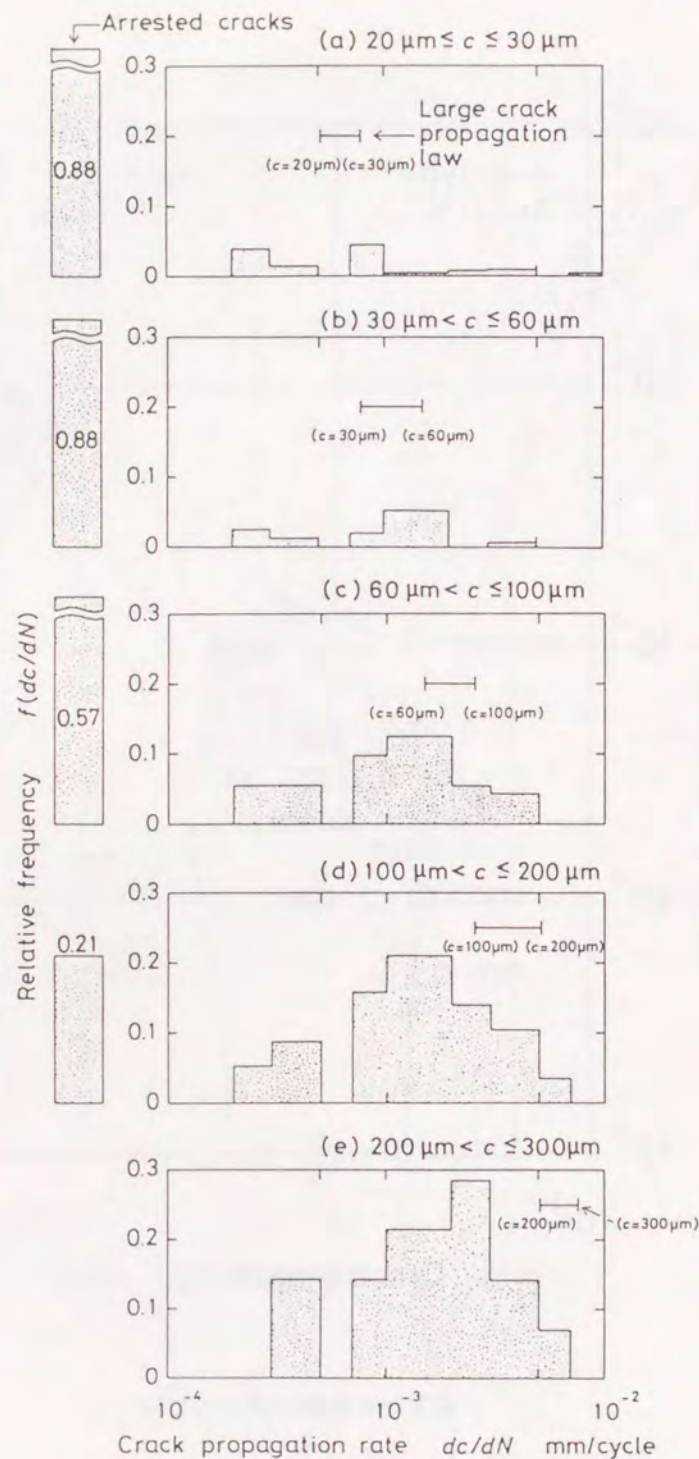 Arrested cracks
(a) 20 μm ≤ c ≤ 30 μm
0.3
0.2
0.1
0
0.88
Large crack
propagation
law
(c=20μm)(c=30μm)
(b) 30 μm < c ≤ 60 μm
0.3
0.2
0.1
0
0.88
(c=30μm) (c=60μm)
(c) 60 μm < c ≤ 100 μm
0.3
0.2
0.1
0
0.57
(c=60μm) (c=100μm)
(d) 100 μm < c ≤ 200 μm
0.3
0.2
0.1
0
0.21
(c=100μm) (c=200μm)
(e) 200 μm < c ≤ 300 μm
0.3
0.2
0.1
0
(c=200μm) (c=300μm)
10⁻⁴ 10⁻³ 10⁻²
Crack propagation rate dc/dN mm/cycle
Relative frequency f(dc/dN)